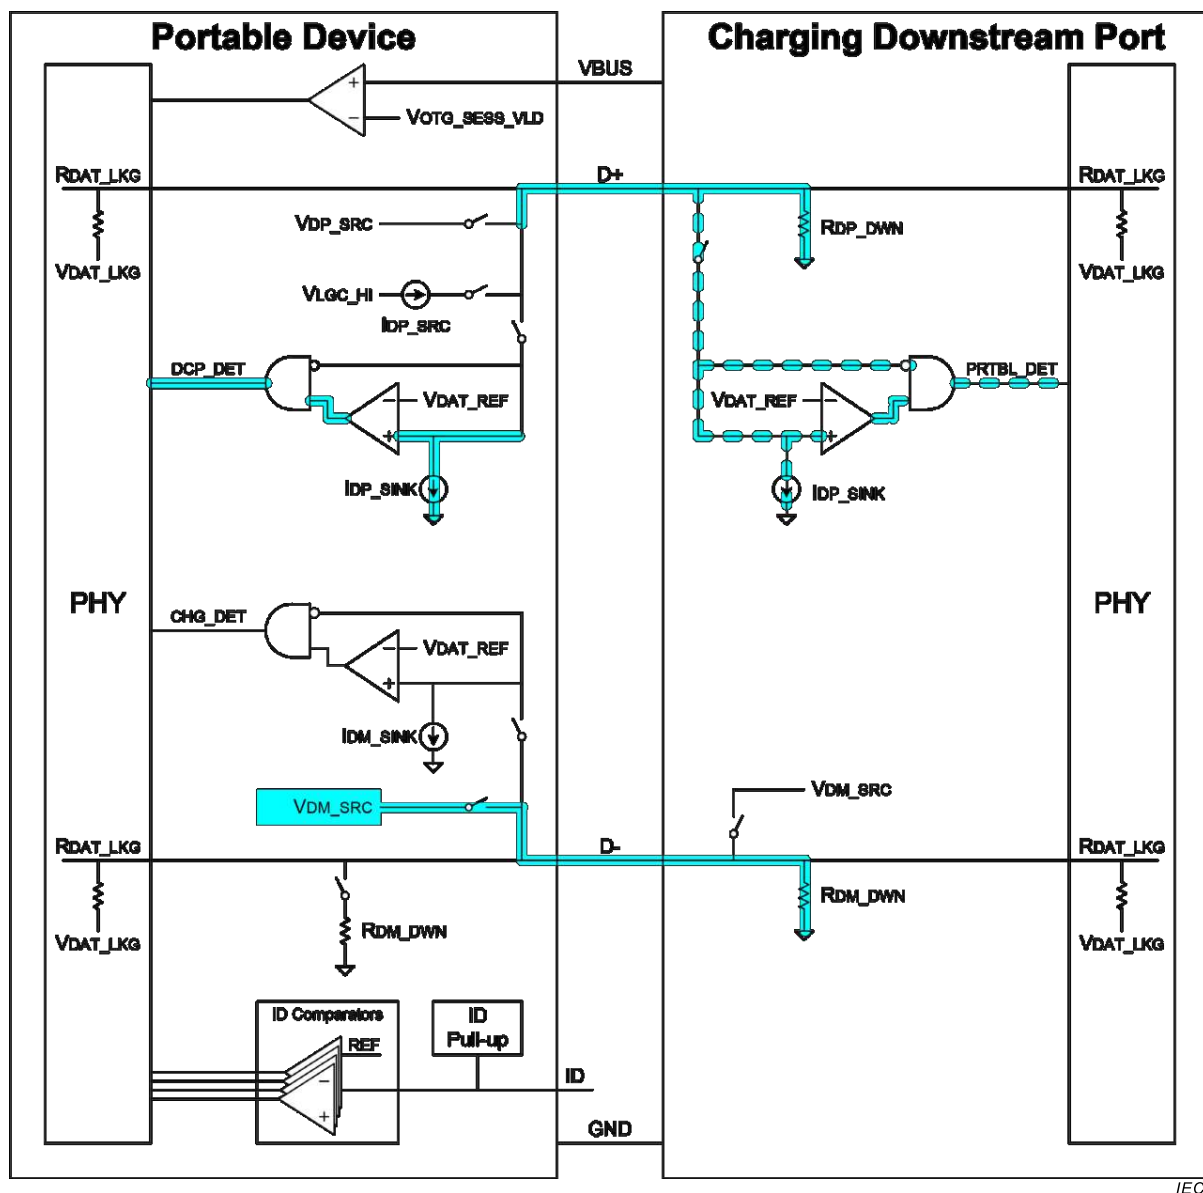 Portable Device
Charging Downstream Port
VBUS
+
−
VOTG_SESS_VLD
RDAT_LKG
D+
RDAT_LKG
VDP_SRC
RDP_DWN
VDAT_LKG
VDAT_LKG
VLGC_HI
IDP_SRC
DCP_DET
PRTBL_DET
VDAT_REF
−
+
VDAT_REF
−
+
IDP_SINK
IDP_SINK
PHY
PHY
CHG_DET
VDAT_REF
−
+
IDM_SINK
VDM_SRC
VDM_SRC
RDAT_LKG
D-
RDAT_LKG
RDM_DWN
RDM_DWN
VDAT_LKG
VDAT_LKG
ID Comparators
REF
−
+
ID
Pull-up
ID
GND
IEC